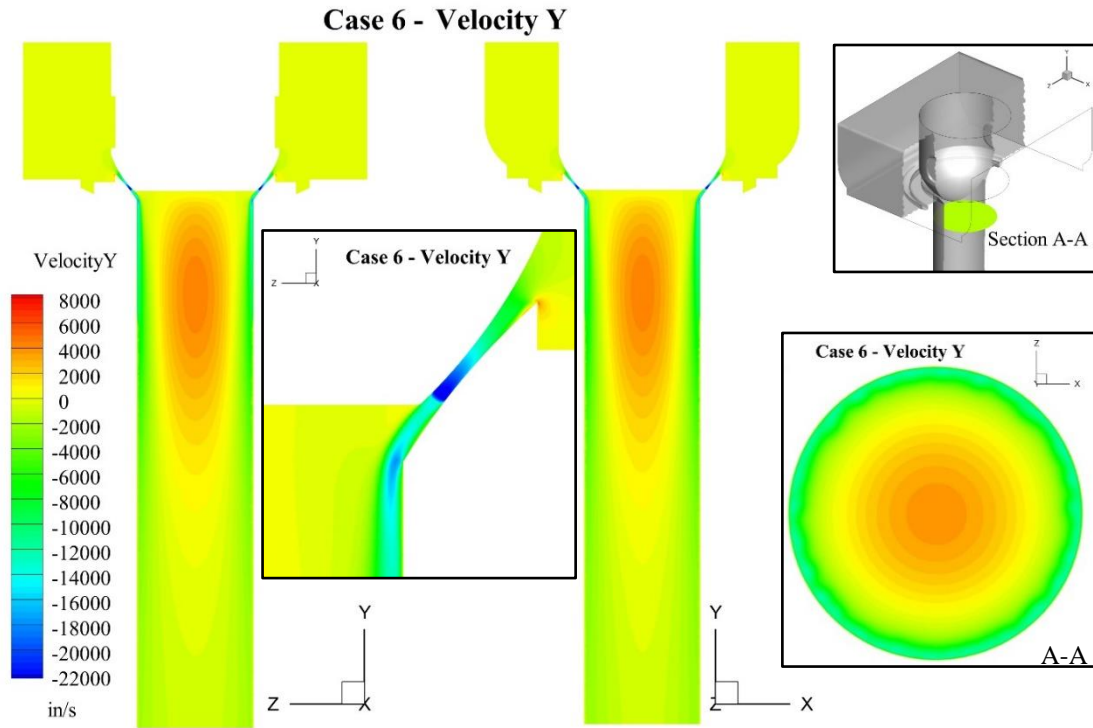 Case 6 - Velocity Y
Y
Z
X
Section A-A
VelocityY
8000
6000
4000
2000
0
-2000
-4000
-6000
-8000
-10000
-12000
-14000
-16000
-18000
-20000
-22000
in/s
Y
Z
X
Case 6 - Velocity Y
Y
Z
X
Y
Z
X
Case 6 - Velocity Y
Z
Y
X
A-A